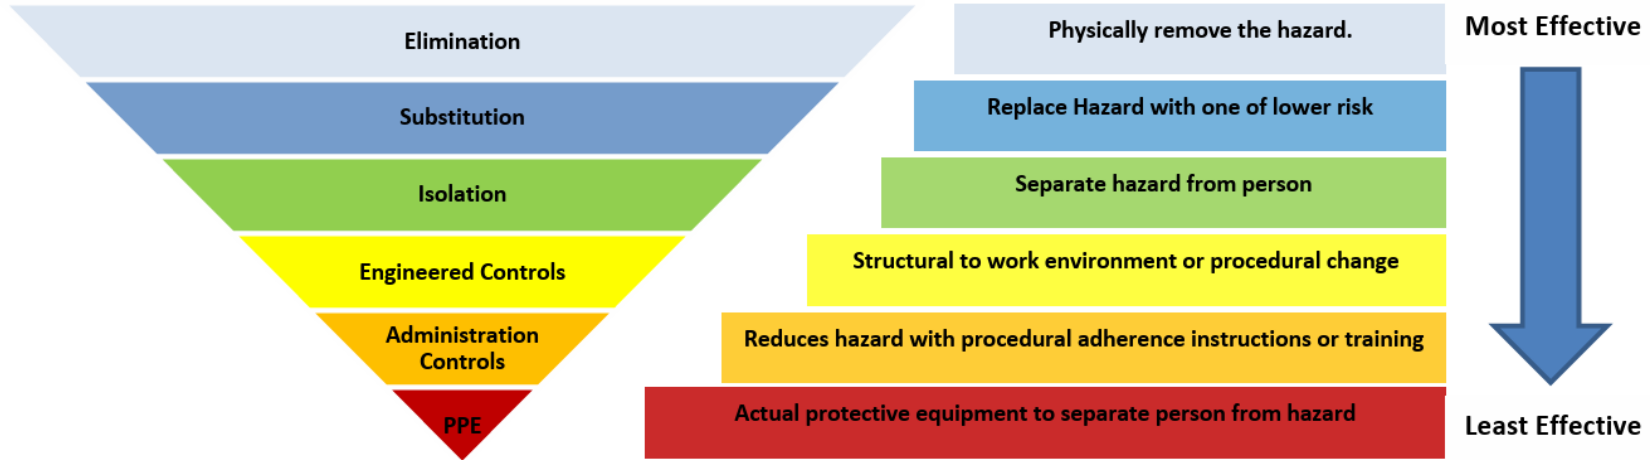 Elimination
Physically remove the hazard.
Most Effective
Substitution
Replace Hazard with one of lower risk
Isolation
Separate hazard from person
Engineered Controls
Structural to work environment or procedural change
Administration
Controls
Reduces hazard with procedural adherence instructions or training
PPE
Actual protective equipment to separate person from hazard
Least Effective